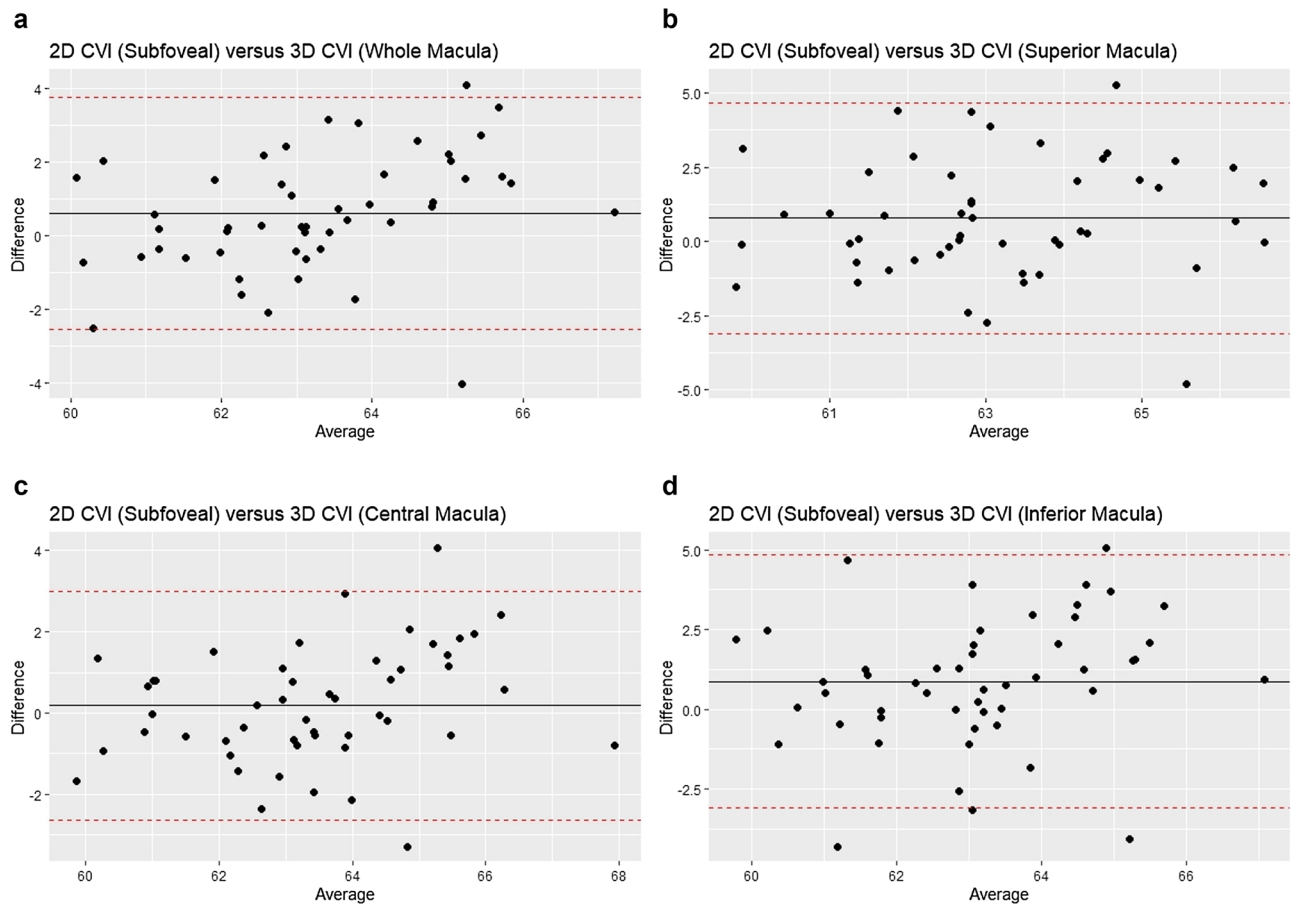 a
2D CVI (Subfoveal) versus 3D CVI (Whole Macula)
4
2
0
-2
-4
Difference
60 62 64 66
Average
b
2D CVI (Subfoveal) versus 3D CVI (Superior Macula)
5.0
2.5
0.0
-2.5
-5.0
Difference
61 63 65
Average
c
2D CVI (Subfoveal) versus 3D CVI (Central Macula)
4
2
0
-2
Difference
60 62 64 66 68
Average
d
2D CVI (Subfoveal) versus 3D CVI (Inferior Macula)
5.0
2.5
0.0
-2.5
Difference
60 62 64 66
Average